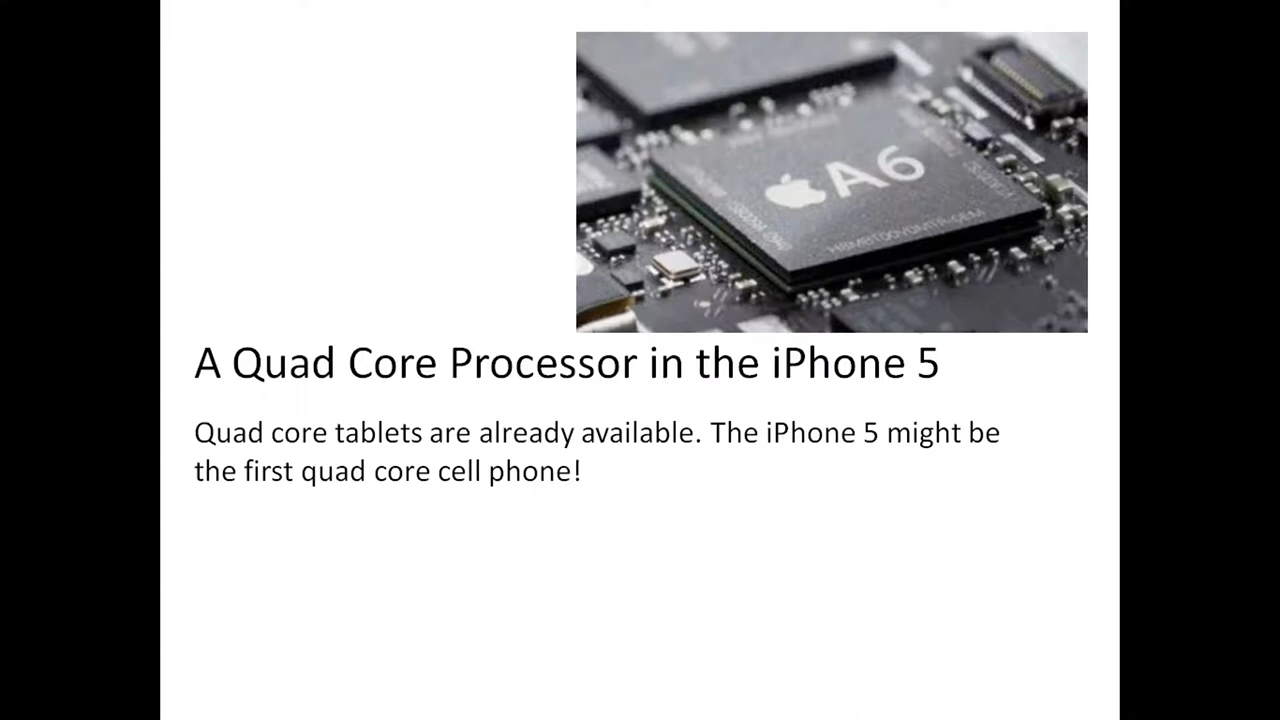 A6
A Quad Core Processor in the iPhone 5
Quad core tablets are already available. The iPhone 5 might be
the first quad core cell phone!